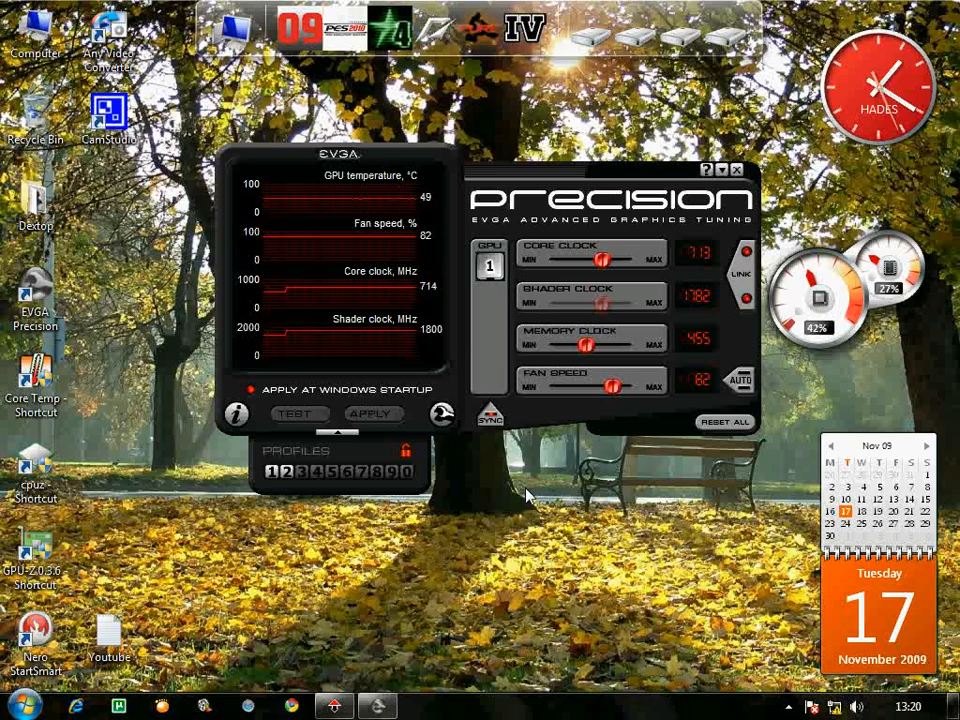 Computer
Any Video
Converter
Recycle Bin
CamStudio
Dextop
EVGA
Precision
Core Temp -
Shortcut
cpuz -
Shortcut
GPU-Z.0.3.6
Shortcut
Nero
StartSmart
Youtube
09
PES2010
4
IV
HADES
EVGA
GPU temperature, °C
100
49
0
Fan speed, %
100
82
0
Core clock, MHz
1000
714
0
Shader clock, MHz
2000
1800
0
APPLY AT WINDOWS STARTUP
TEST
APPLY
PROFILES
1 2 3 4 5 6 7 8 9 0
? ▼ X
PRECISION
EVGA ADVANCED GRAPHICS TUNING
GPU
1
CORE CLOCK
MIN MAX
713
LINK
SHADER CLOCK
MIN MAX
1782
MEMORY CLOCK
MIN MAX
455
FAN SPEED
MIN MAX
82
AUTO
SYNC
RESET ALL
42%
27%
Nov 09
M T W T F S S
26 27 28 29 30 31 1
2 3 4 5 6 7 8
9 10 11 12 13 14 15
16 17 18 19 20 21 22
23 24 25 26 27 28 29
30
Tuesday
17
November 2009
13:20